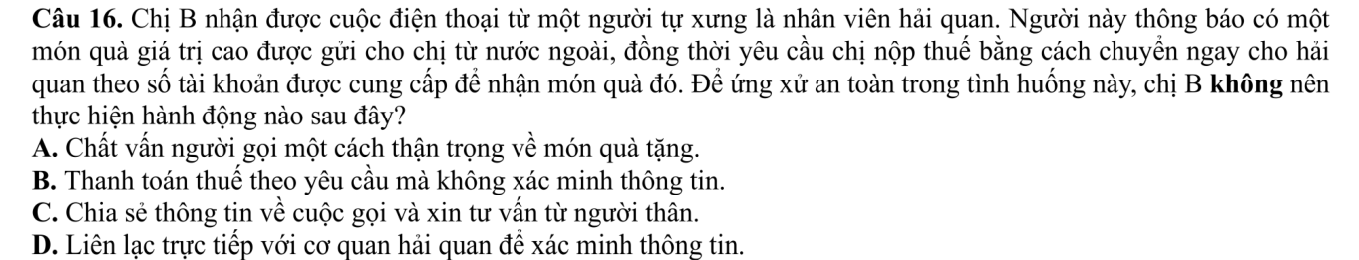 Câu 16. Chị B nhận được cuộc điện thoại từ một người tự xưng là nhân viên hải quan. Người này thông báo có một
món quà giá trị cao được gửi cho chị từ nước ngoài, đồng thời yêu cầu chị nộp thuế bằng cách chuyển ngay cho hải
quan theo số tài khoản được cung cấp để nhận món quà đó. Để ứng xử an toàn trong tình huống này, chị B không nên
thực hiện hành động nào sau đây?
A. Chất vấn người gọi một cách thận trọng về món quà tặng.
B. Thanh toán thuế theo yêu cầu mà không xác minh thông tin.
C. Chia sẻ thông tin về cuộc gọi và xin tư vấn từ người thân.
D. Liên lạc trực tiếp với cơ quan hải quan để xác minh thông tin.